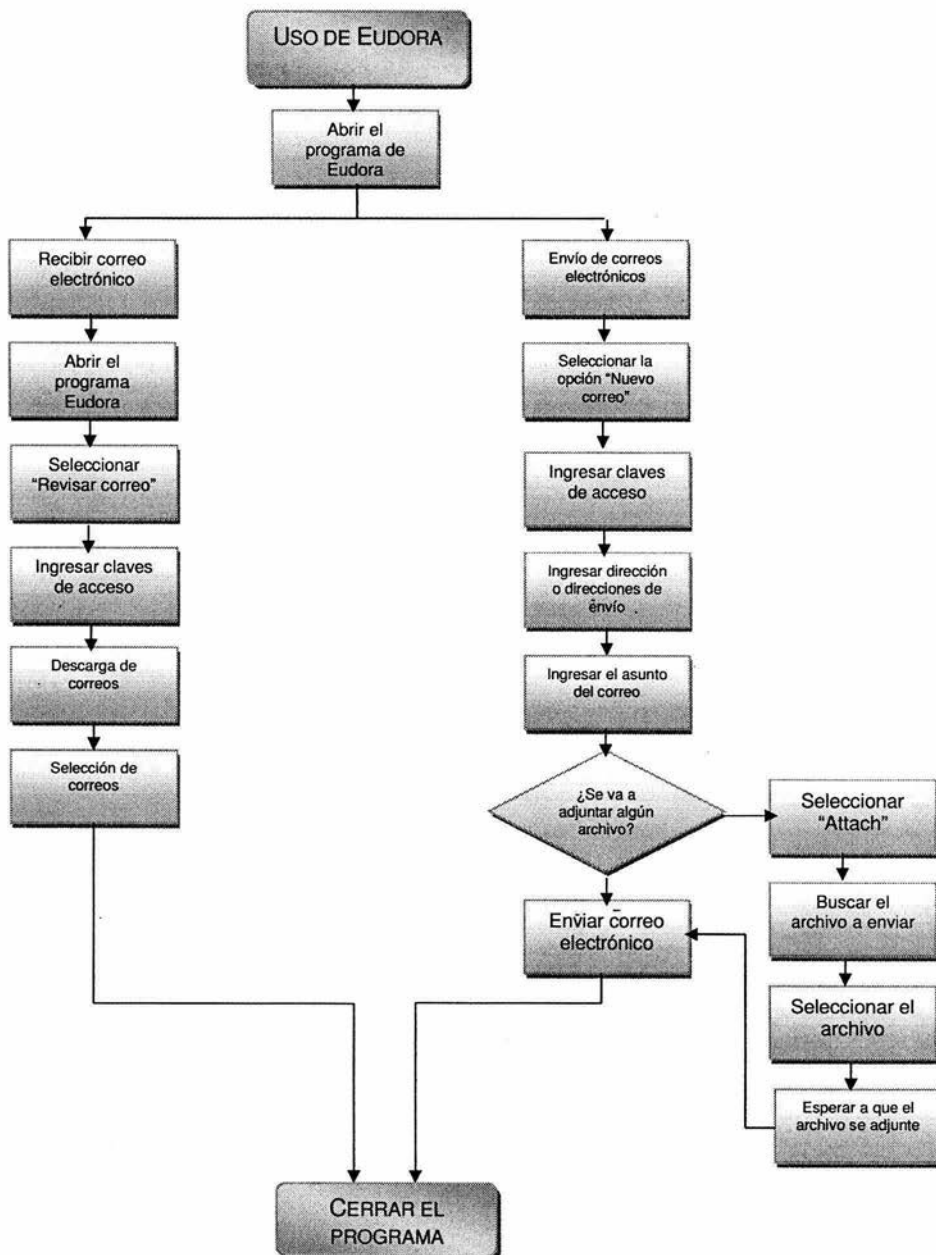 USO DE EUDORA
Abrir el
programa de
Eudora
Recibir correo
electrónico
Abrir el
programa
Eudora
Seleccionar
"Revisar correo"
Ingresar claves
de acceso
Descarga de
correos
Selección de
correos
Envío de correos
electrónicos
Seleccionar la
opción "Nuevo
correo"
Ingresar claves
de acceso
Ingresar dirección
o direcciones de
envío
Ingresar el asunto
del correo
¿Se va a
adjuntar algún
archivo?
Seleccionar
"Attach"
Buscar el
archivo a enviar
Seleccionar el
archivo
Esperar a que el
archivo se adjunte
Enviar correo
electrónico
CERRAR EL
PROGRAMA